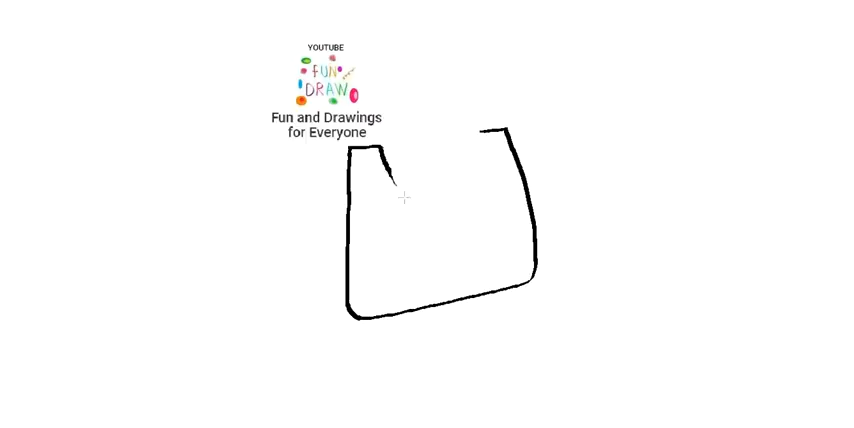 YOUTUBE
FUN
DRAW
Fun and Drawings
for Everyone